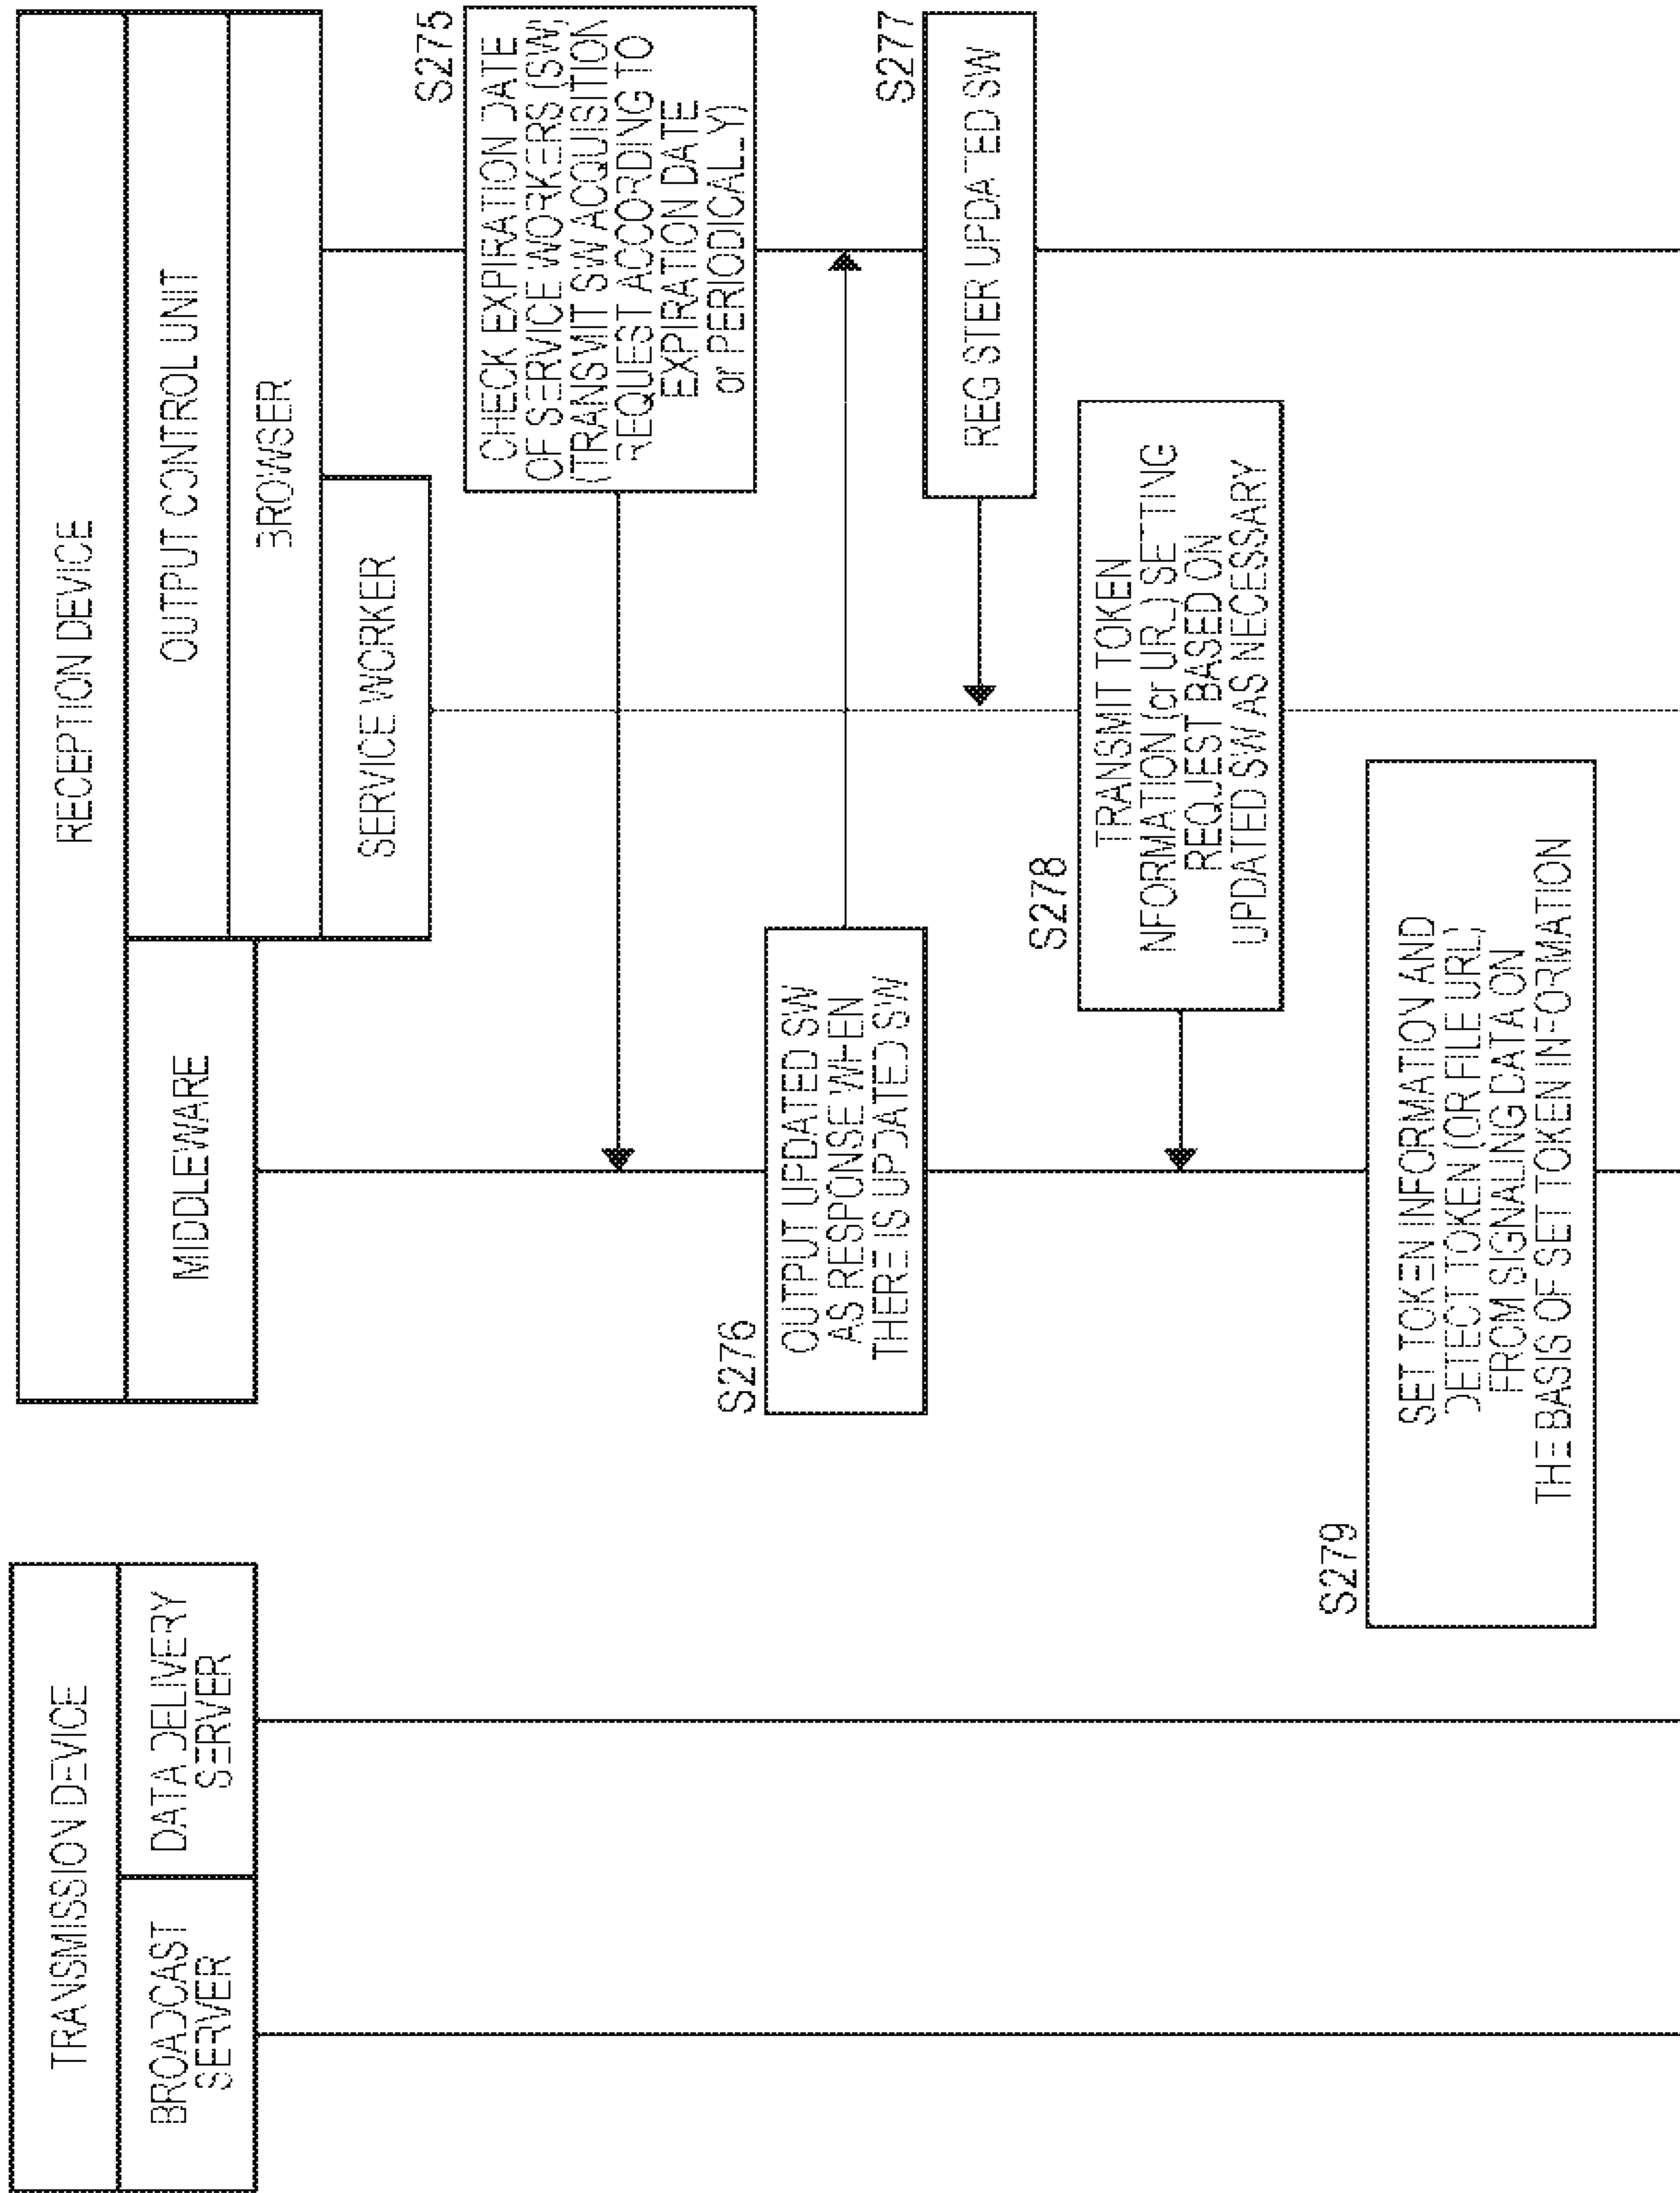 TRANSMISSION DEVICE
BROADCAST
SERVER
DATA DELIVERY
SERVER
RECEPTION DEVICE
MIDDLEWARE
OUTPUT CONTROL UNIT
BROWSER
SERVICE WORKER
S275
CHECK EXPIRATION DATE
OF SERVICE WORKERS (SW)
(TRANSMIT SW ACQUISITION
REQUEST ACCORDING TO
EXPIRATION DATE
or PERIODICALLY)
S276
OUTPUT UPDATED SW
AS RESPONSE WHEN
THERE IS UPDATED SW
S277
REGISTER UPDATED SW
S278
TRANSMIT TOKEN
INFORMATION (or URL) SETTING
REQUEST BASED ON
UPDATED SW AS NECESSARY
S279
SET TOKEN INFORMATION AND
DETECT TOKEN (OR FILE URL)
FROM SIGNALING DATA ON
THE BASIS OF SET TOKEN INFORMATION